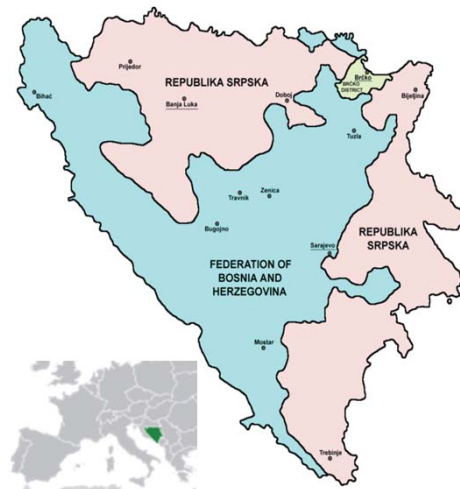 Prijedor
REPUBLIKA SRPSKA
Bihać
Banja Luka
Doboj
Brčko
BRČKO
DISTRICT
Bijeljina
Tuzla
Travnik
Zenica
Bugojno
REPUBLIKA
SRPSKA
Sarajevo
FEDERATION OF
BOSNIA AND
HERZEGOVINA
Mostar
Trebinje